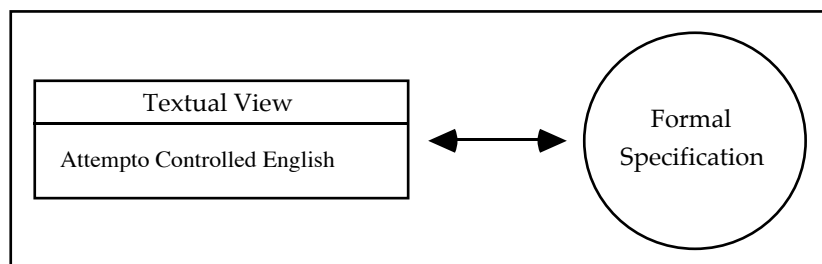 Textual View
Attempto Controlled English
Formal
Specification